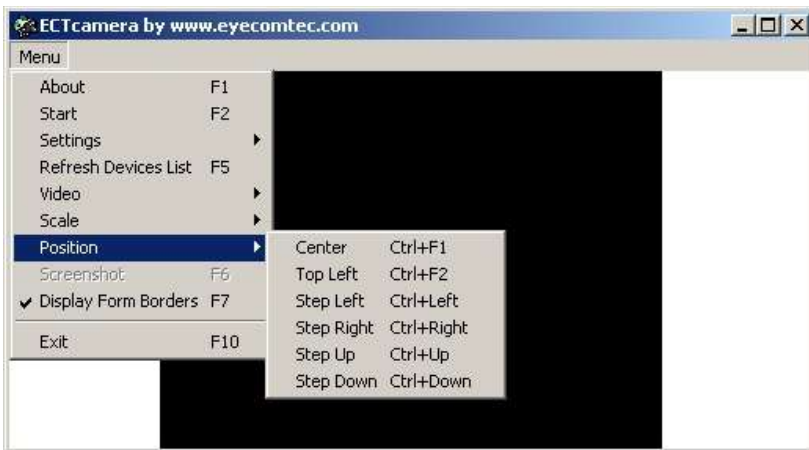 ECTcamera by www.eyecomtec.com
Menu
About F1
Start F2
Settings
Refresh Devices List F5
Video
Scale
Position
Screenshot F6
Display Form Borders F7
Exit F10
Center Ctrl+F1
Top Left Ctrl+F2
Step Left Ctrl+Left
Step Right Ctrl+Right
Step Up Ctrl+Up
Step Down Ctrl+Down